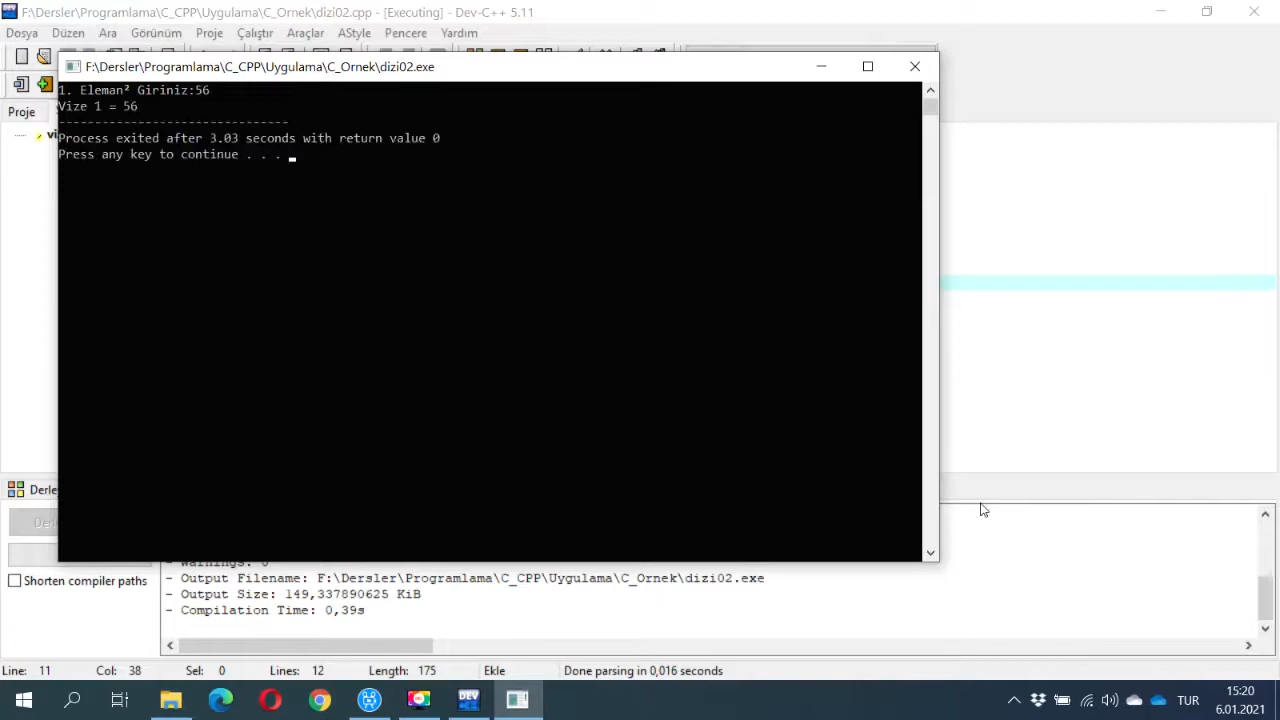 F:\Dersler\Programlama\C_CPP\Uygulama\C_Ornek\dizi02.cpp - [Executing] - Dev-C++ 5.11
Dosya Düzen Ara Görünüm Proje Çalıştır Araçlar AStyle Pencere Yardım
F:\Dersler\Programlama\C_CPP\Uygulama\C_Ornek\dizi02.exe
1. Eleman² Giriniz:56
Vize 1 = 56
--------------------------------
Process exited after 3.03 seconds with return value 0
Press any key to continue . . .
Proje
Shorten compiler paths
- Output Filename: F:\Dersler\Programlama\C_CPP\Uygulama\C_Ornek\dizi02.exe
- Output Size: 149,337890625 KiB
- Compilation Time: 0,39s
Line: 11 Col: 38 Sel: 0 Lines: 12 Length: 175 Ekle Done parsing in 0,016 seconds
DEV
TUR
15:20
6.01.2021